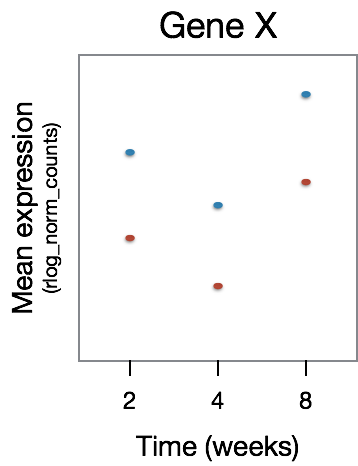 Gene X
Mean expression
(rlog_norm_counts)
2 4 8
Time (weeks)